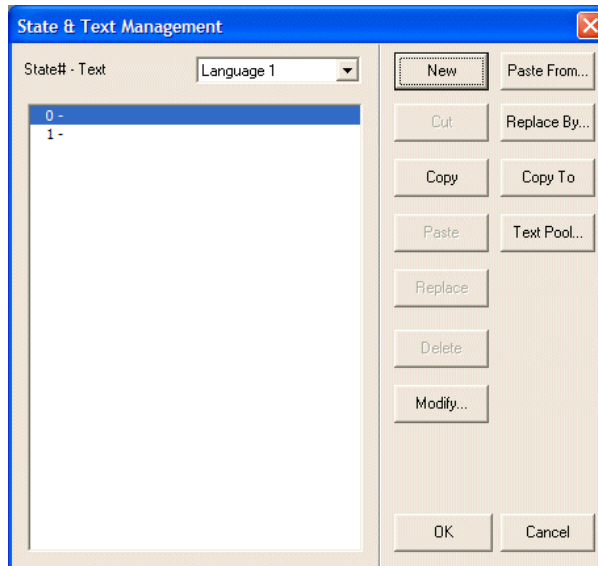 State & Text Management
State# - Text
Language 1
0 -
1 -
New
Paste From...
Cut
Replace By...
Copy
Copy To
Paste
Text Pool...
Replace
Delete
Modify...
OK
Cancel